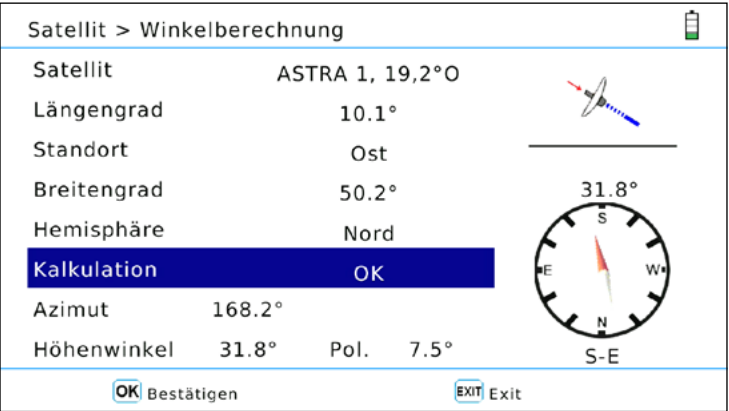 Satellit > Winkelberechnung
Satellit ASTRA 1, 19,2°O
Längengrad 10.1°
Standort Ost
Breitengrad 50.2°
Hemisphäre Nord
Kalkulation OK
Azimut 168.2°
Höhenwinkel 31.8° Pol. 7.5°
31.8°
S
E W
N
S-E
OK Bestätigen EXIT Exit